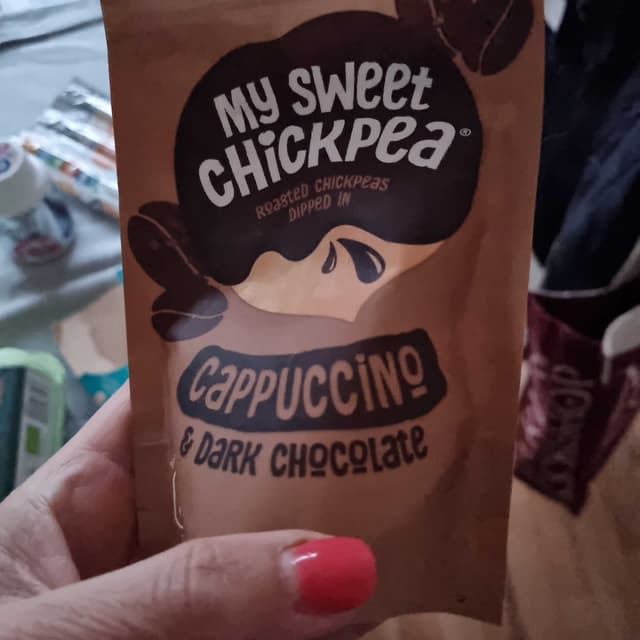 My Sweet
Chickpea®
ROASTED CHICKPEAS
DIPPED IN
CAPPUCCINO
& DARK CHOCOLATE